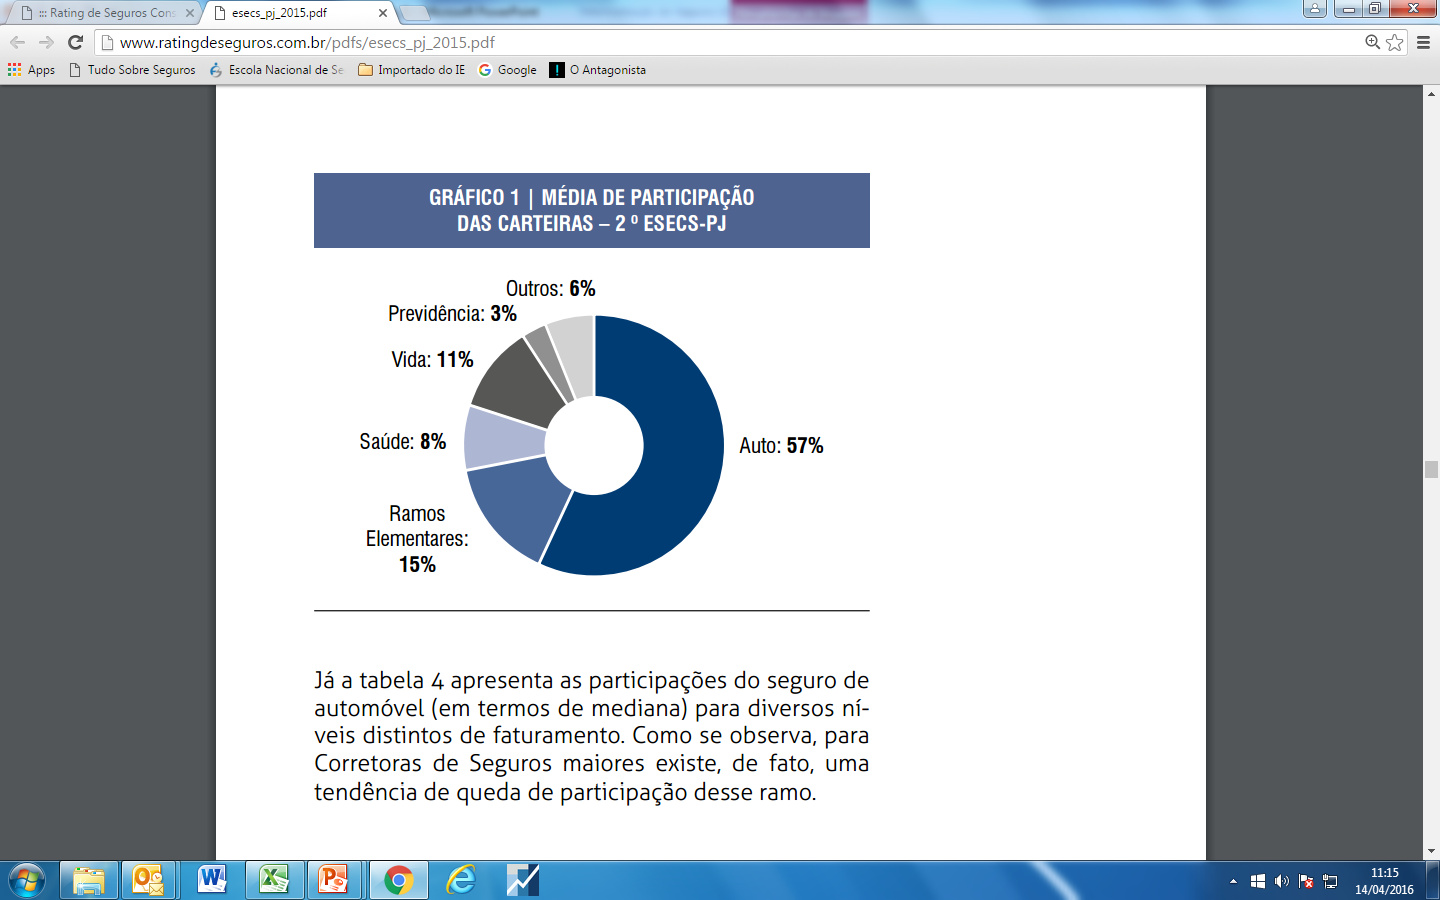 ::: Rating de Seguros Cons
esecs_pj_2015.pdf
www.ratingdeseguros.com.br/pdfs/esecs_pj_2015.pdf
Apps
Tudo Sobre Seguros
Escola Nacional de Se
Importado do IE
Google
O Antagonista
GRÁFICO 1 | MÉDIA DE PARTICIPAÇÃO
DAS CARTEIRAS – 2 º ESECS-PJ
Outros: 6%
Previdência: 3%
Vida: 11%
Saúde: 8%
Auto: 57%
Ramos
Elementares:
15%
Já a tabela 4 apresenta as participações do seguro de
automóvel (em termos de mediana) para diversos ní-
veis distintos de faturamento. Como se observa, para
Corretoras de Seguros maiores existe, de fato, uma
tendência de queda de participação desse ramo.
11:15
14/04/2016